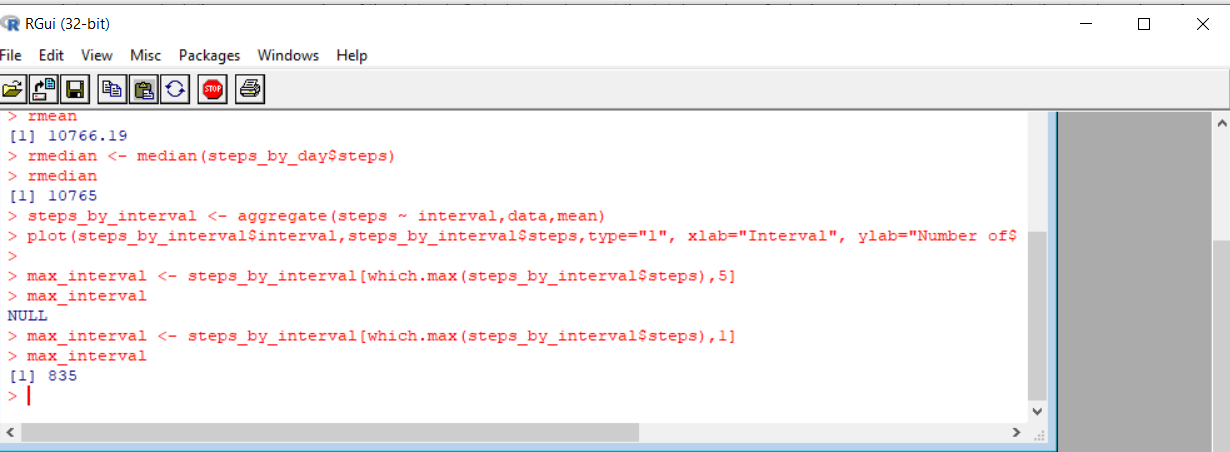 RGui (32-bit)
File Edit View Misc Packages Windows Help
STOP
> rmean
[1] 10766.19
> rmedian <- median(steps_by_day$steps)
> rmedian
[1] 10765
> steps_by_interval <- aggregate(steps ~ interval,data,mean)
> plot(steps_by_interval$interval,steps_by_interval$steps,type="l", xlab="Interval", ylab="Number of$
>
> max_interval <- steps_by_interval[which.max(steps_by_interval$steps),5]
> max_interval
NULL
> max_interval <- steps_by_interval[which.max(steps_by_interval$steps),1]
> max_interval
[1] 835
>